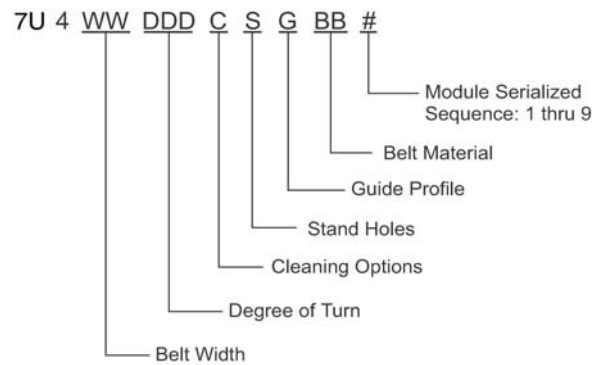 7U 4 WW DDD C S G BB #
Module Serialized
Sequence: 1 thru 9
Belt Material
Guide Profile
Stand Holes
Cleaning Options
Degree of Turn
Belt Width